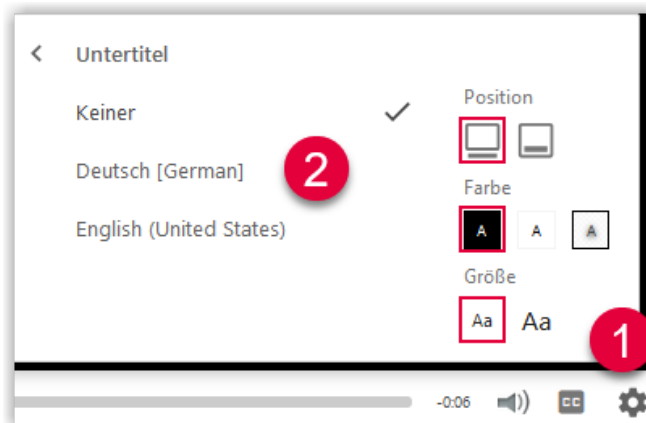 Untertitel
Keiner
Deutsch [German]
English (United States)
2
Position
Farbe
A A A
Größe
Aa Aa
1
-0:06 CC